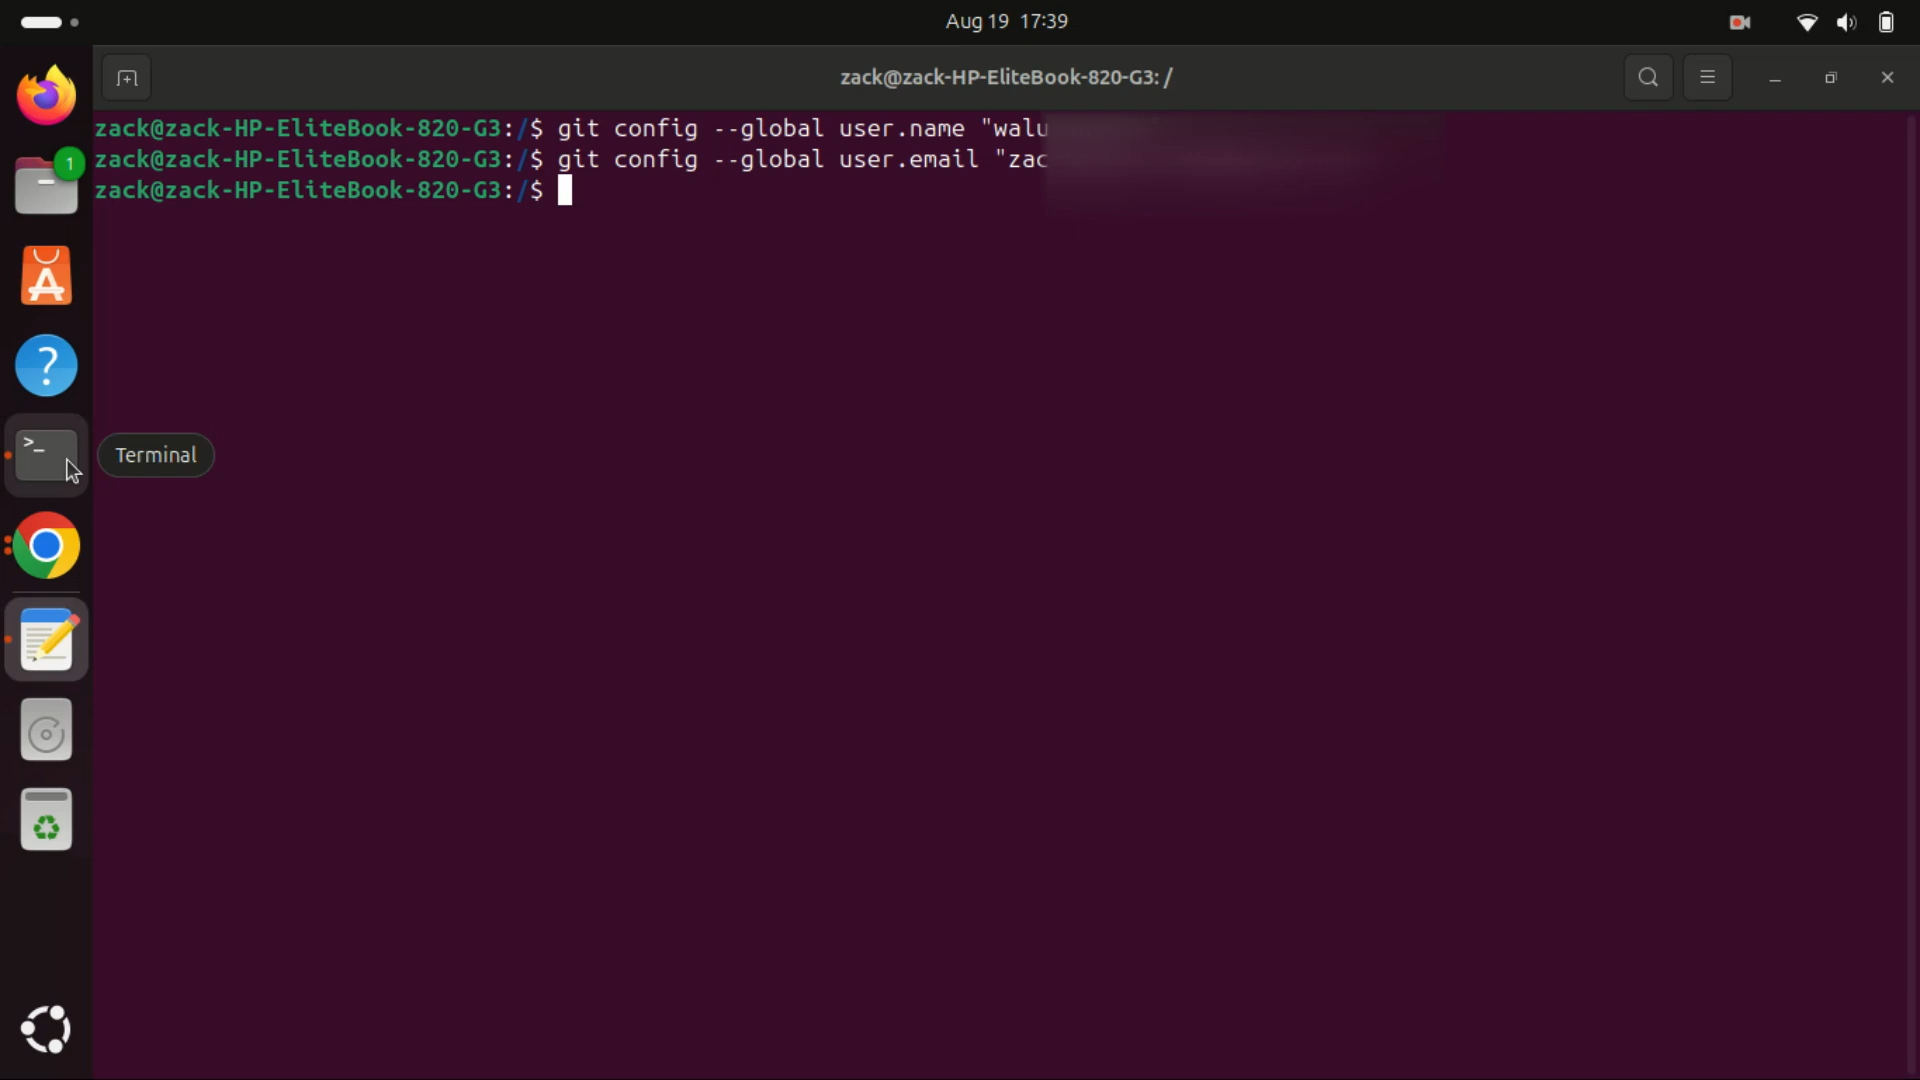 Aug 19 17:39
zack@zack-HP-EliteBook-820-G3: /
1
zack@zack-HP-EliteBook-820-G3:/$ git config --global user.name "walu
zack@zack-HP-EliteBook-820-G3:/$ git config --global user.email "zac
zack@zack-HP-EliteBook-820-G3:/$
Terminal